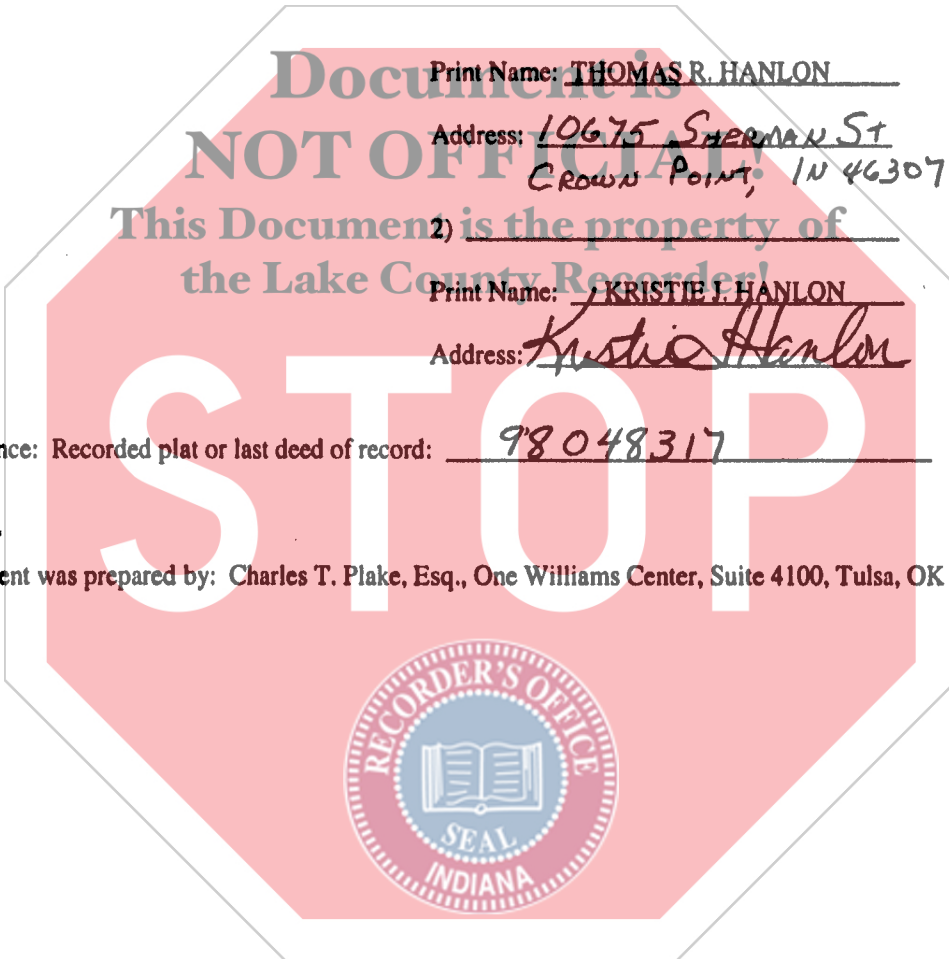 Document is
Print Name: THOMAS R. HANLON
NOT OFFICIAL!
Address: 10675 SHERMAN ST
CROWN POINT, IN 46307
This Document is the property of
2)
the Lake County Recorder!
Print Name: KRISTIE J. HANLON
Address: Kristie Hanlon
nce: Recorded plat or last deed of record: 98048317
STOP
ent was prepared by: Charles T. Plake, Esq., One Williams Center, Suite 4100, Tulsa, OK
RECORDER'S OFFICE
SEAL
INDIANA